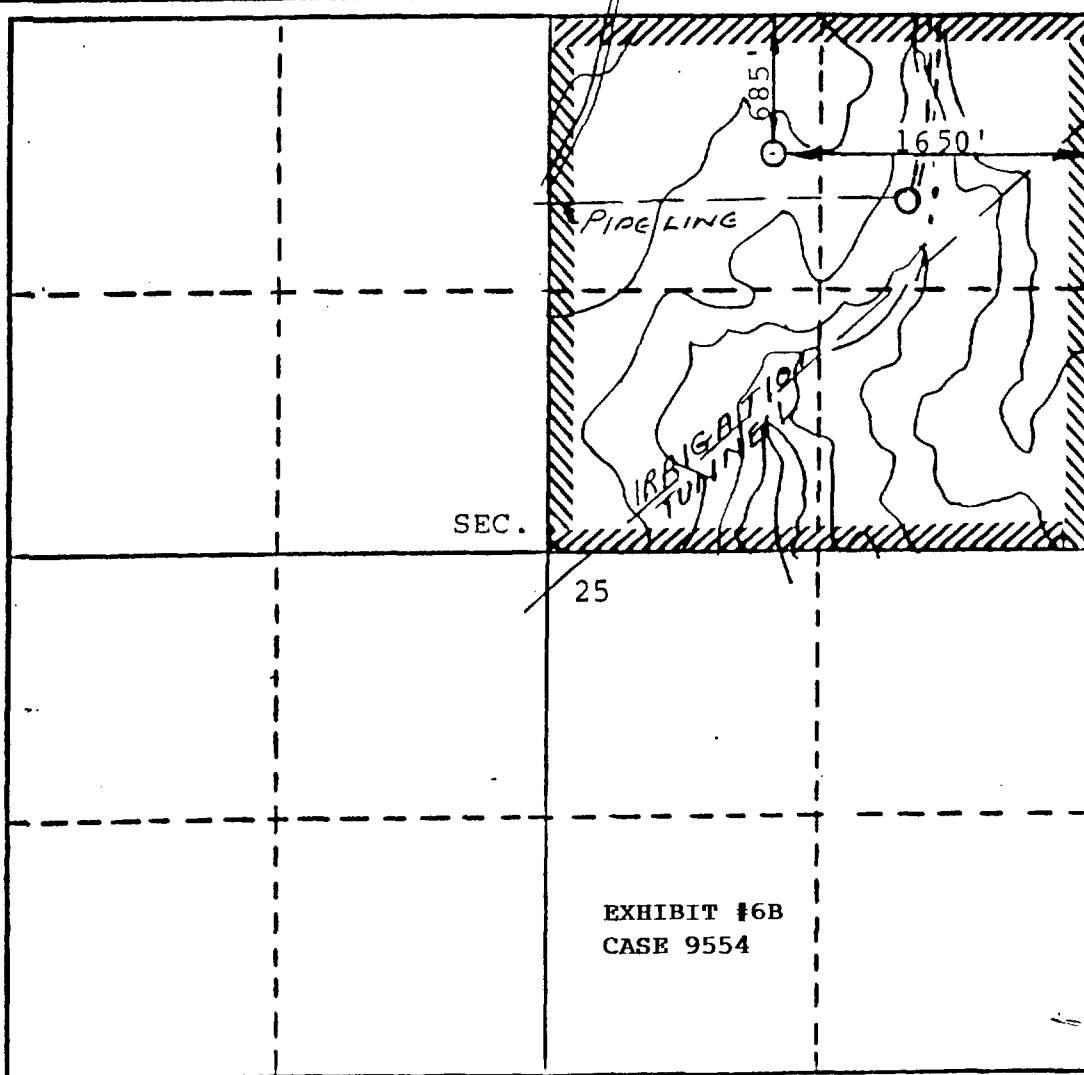 685'
1650'
PIPE LINE
IRRIGATION
TUNNEL
SEC.
25
EXHIBIT #6B
CASE 9554